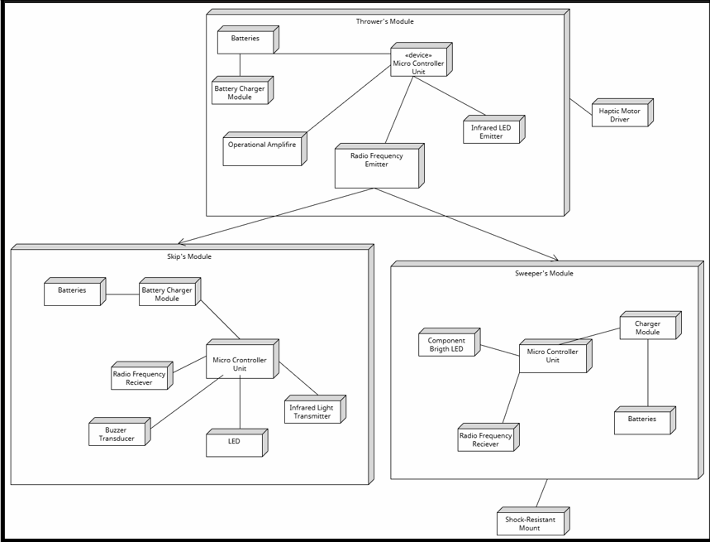 Thrower's Module
Batteries
«device»
Micro Controller
Unit
Battery Charger
Module
Haptic Motor
Driver
Infrared LED
Emitter
Operational Amplifire
Radio Frequency
Emitter
Skip's Module
Batteries
Battery Charger
Module
Micro Crontroller
Unit
Radio Frequency
Reciever
Infrared Light
Transmitter
Buzzer
Transducer
LED
Sweeper's Module
Charger
Module
Component
Brigth LED
Micro Controller
Unit
Batteries
Radio Frequency
Reciever
Shock-Resistant
Mount